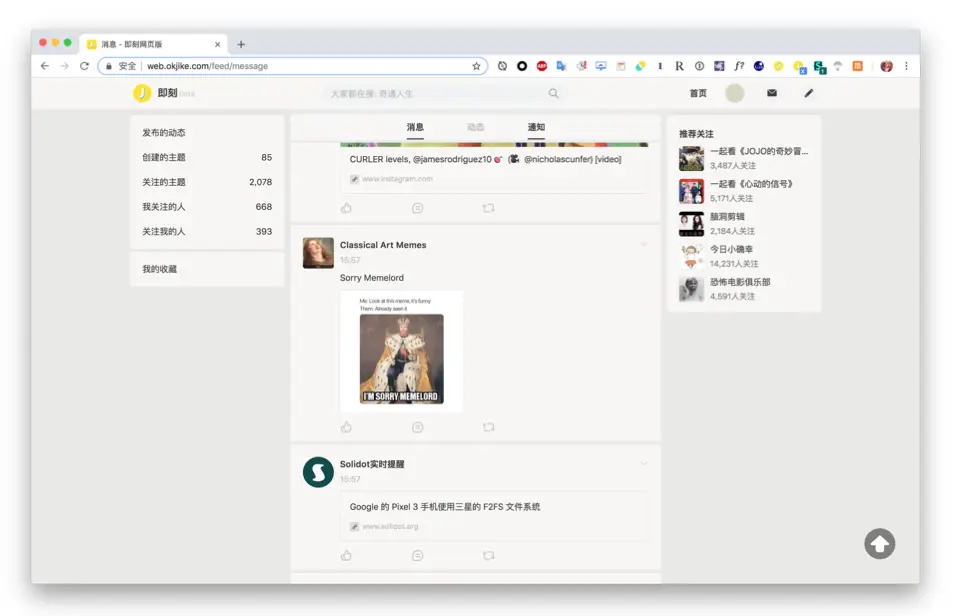 消息 - 即刻网页版
安全 web.okjike.com/feed/message
即刻 beta
大家都在搜: 奇遇人生
首页
发布的动态
创建的主题 85
关注的主题 2,078
我关注的人 668
关注我的人 393
我的收藏
消息 动态 通知
CURLER levels, @jamesrodriguez10 🎯 (📽 @nicholascunfer) [video]
www.instagram.com
Classical Art Memes
16:57
Sorry Memelord
Me: Look at this meme, it's funny
Them: Already seen it
I'M SORRY MEMELORD
Solidot实时提醒
16:57
Google 的 Pixel 3 手机使用三星的 F2FS 文件系统
www.solidot.org
推荐关注
一起看《JOJO的奇妙冒...
3,487人关注
一起看《心动的信号》
5,171人关注
脑洞剪辑
2,184人关注
今日小确幸
14,231人关注
恐怖电影俱乐部
4,591人关注